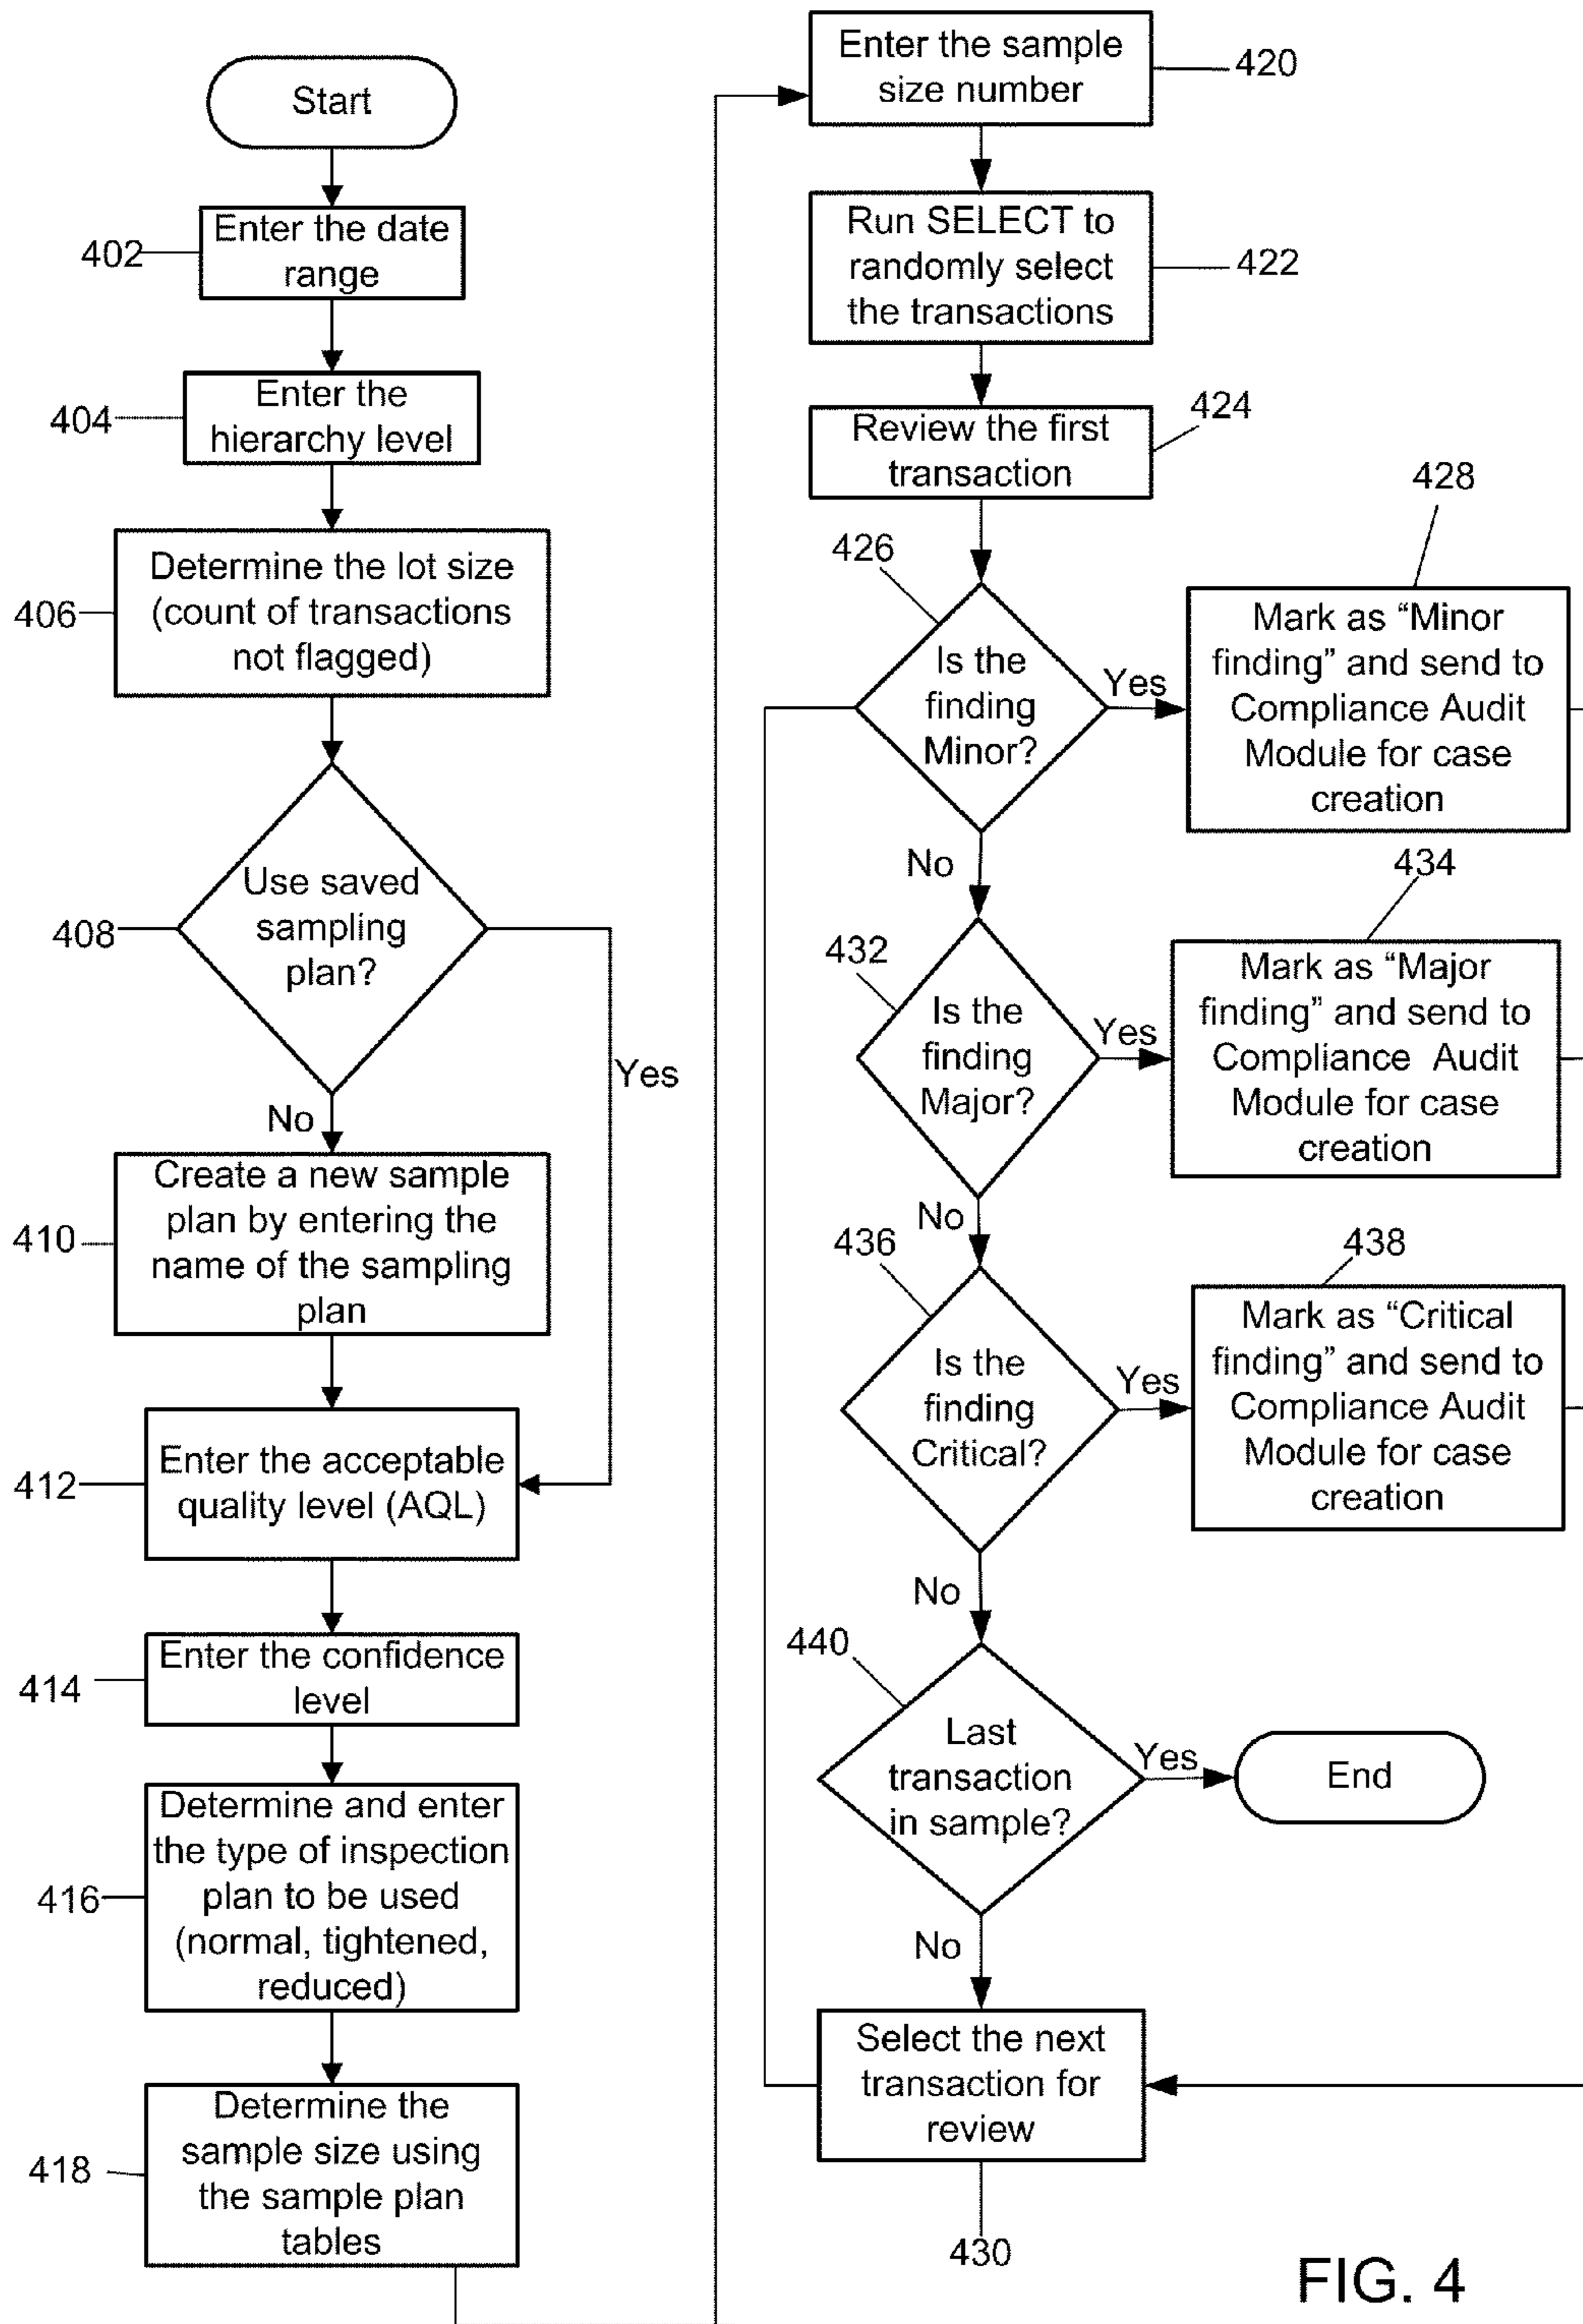 Start
402
Enter the date
range
404
Enter the
hierarchy level
406
Determine the lot size
(count of transactions
not flagged)
408
Use saved
sampling
plan?
Yes
No
410
Create a new sample
plan by entering the
name of the sampling
plan
412
Enter the acceptable
quality level (AQL)
414
Enter the confidence
level
416
Determine and enter
the type of inspection
plan to be used
(normal, tightened,
reduced)
418
Determine the
sample size using
the sample plan
tables
Enter the sample
size number
420
Run SELECT to
randomly select
the transactions
422
Review the first
transaction
424
426
Is the
finding
Minor?
Yes
428
Mark as “Minor
finding” and send to
Compliance Audit
Module for case
creation
No
432
Is the
finding
Major?
Yes
434
Mark as “Major
finding” and send to
Compliance Audit
Module for case
creation
No
436
Is the
finding
Critical?
Yes
438
Mark as “Critical
finding” and send to
Compliance Audit
Module for case
creation
No
440
Last
transaction
in sample?
Yes
End
No
Select the next
transaction for
review
430
FIG. 4